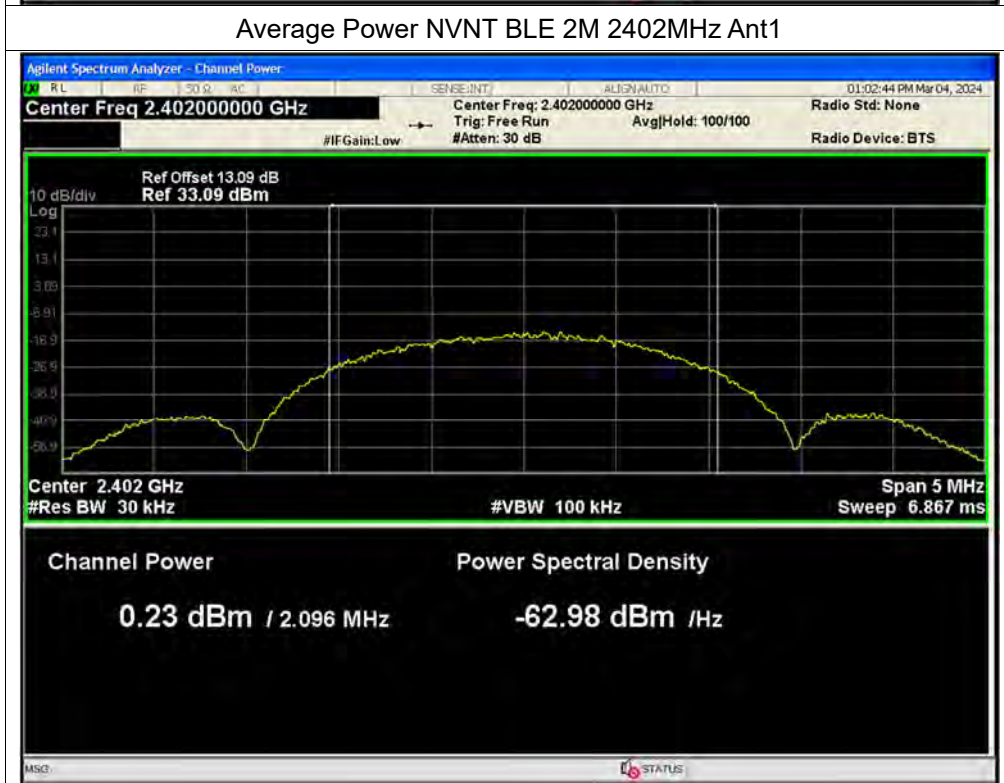 Average Power NVNT BLE 2M 2402MHz Ant1
Agilent Spectrum Analyzer - Channel Power
RL RF 50 Ω AC SENSE:INT ALIGN AUTO 01:02:44 PM Mar 04, 2024
Center Freq 2.402000000 GHz Center Freq: 2.402000000 GHz Radio Std: None
Trig: Free Run Avg|Hold: 100/100
#IFGain:Low #Atten: 30 dB Radio Device: BTS
Ref Offset 13.09 dB
10 dB/div Ref 33.09 dBm
Log
23.1
13.1
3.09
-6.91
-16.9
-26.9
-36.9
-46.9
-56.9
Center 2.402 GHz Span 5 MHz
#Res BW 30 kHz #VBW 100 kHz Sweep 6.867 ms
Channel Power Power Spectral Density
0.23 dBm / 2.096 MHz -62.98 dBm /Hz
MSG STATUS